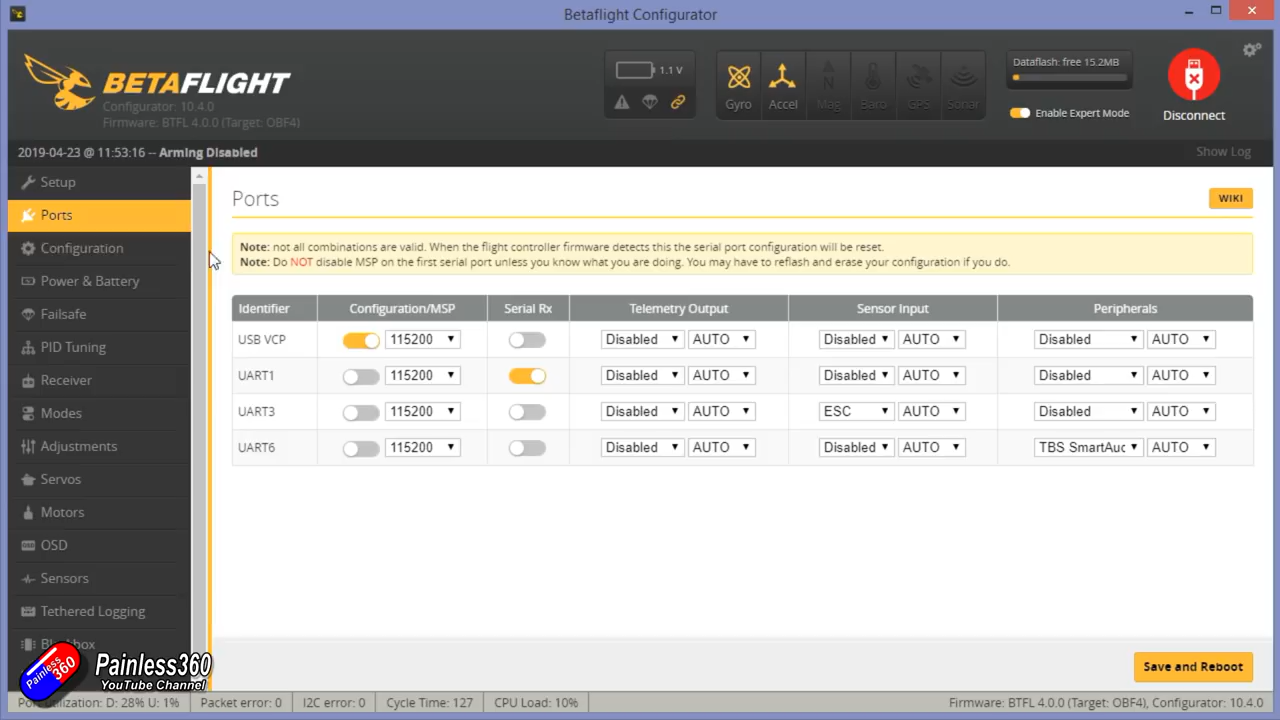 Betaflight Configurator
BETAFLIGHT
Configurator: 10.4.0
Firmware: BTFL 4.0.0 (Target: OBF4)
1.1 V
Gyro Accel Mag Baro GPS Sonar
Dataflash: free 15.2MB
Enable Expert Mode
Disconnect
2019-04-23 @ 11:53:16 -- Arming Disabled
Show Log
Setup
Ports
Configuration
Power & Battery
Failsafe
PID Tuning
Receiver
Modes
Adjustments
Servos
Motors
OSD
Sensors
Tethered Logging
Ports
WIKI
Note: not all combinations are valid. When the flight controller firmware detects this the serial port configuration will be reset.
Note: Do NOT disable MSP on the first serial port unless you know what you are doing. You may have to reflash and erase your configuration if you do.
Identifier Configuration/MSP Serial Rx Telemetry Output Sensor Input Peripherals
USB VCP 115200 Disabled AUTO Disabled AUTO Disabled AUTO
UART1 115200 Disabled AUTO Disabled AUTO Disabled AUTO
UART3 115200 Disabled AUTO ESC AUTO Disabled AUTO
UART6 115200 Disabled AUTO Disabled AUTO TBS SmartAuc AUTO
Save and Reboot
Painless 360
Painless360
YouTube Channel
Port utilization: D: 28% U: 1% Packet error: 0 I2C error: 0 Cycle Time: 127 CPU Load: 10% Firmware: BTFL 4.0.0 (Target: OBF4), Configurator: 10.4.0